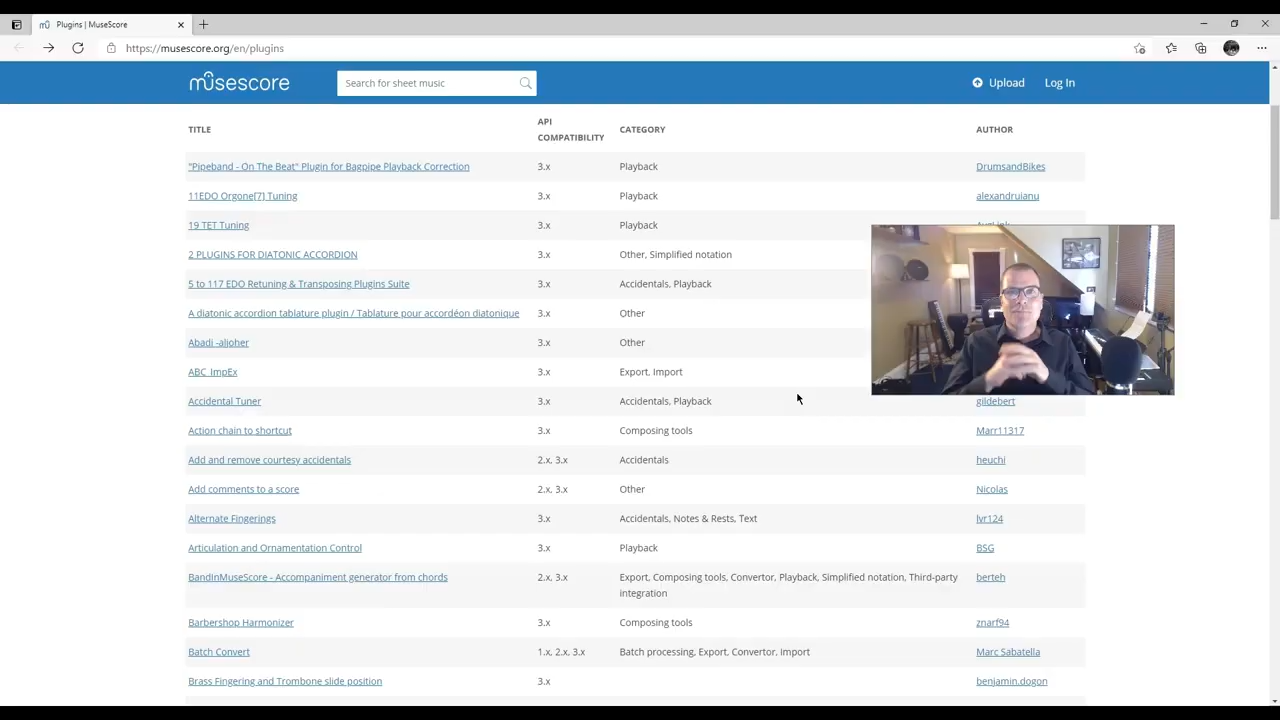 Plugins | MuseScore
https://musescore.org/en/plugins
musescore
Search for sheet music
Upload
Log In
TITLE
API COMPATIBILITY
CATEGORY
AUTHOR
"Pipeband - On The Beat" Plugin for Bagpipe Playback Correction 3.x Playback DrumsandBikes
11EDO Orgone[7] Tuning 3.x Playback alexandruianu
19 TET Tuning 3.x Playback
2 PLUGINS FOR DIATONIC ACCORDION 3.x Other, Simplified notation
5 to 117 EDO Retuning & Transposing Plugins Suite 3.x Accidentals, Playback
A diatonic accordion tablature plugin / Tablature pour accordéon diatonique 3.x Other
Abadi -aljoher 3.x Other
ABC ImpEx 3.x Export, Import
Accidental Tuner 3.x Accidentals, Playback gildebert
Action chain to shortcut 3.x Composing tools Marr11317
Add and remove courtesy accidentals 2.x, 3.x Accidentals heuchi
Add comments to a score 2.x, 3.x Other Nicolas
Alternate Fingerings 3.x Accidentals, Notes & Rests, Text lvr124
Articulation and Ornamentation Control 3.x Playback BSG
BandInMuseScore - Accompaniment generator from chords 2.x, 3.x Export, Composing tools, Convertor, Playback, Simplified notation, Third-party berteh
integration
Barbershop Harmonizer 3.x Composing tools znarf94
Batch Convert 1.x, 2.x, 3.x Batch processing, Export, Convertor, Import Marc Sabatella
Brass Fingering and Trombone slide position 3.x benjamin.dogon